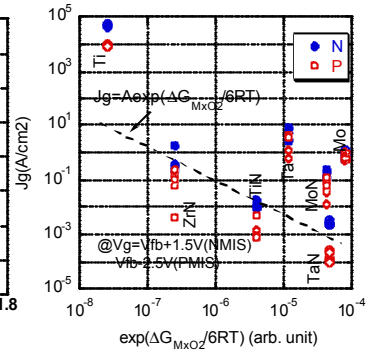 10^5
N
P
10^3
Ti
Jg=Aexp(ΔG_MxO2/6RT)
10^1
Jg(A/cm2)
Ta
Mo
10^-1
TiN
MoN
ZrN
10^-3
@Vg=Vfb+1.5V(NMIS)
Vfb-2.5V(PMIS)
TaN
10^-5
1.8
10^-8 10^-7 10^-6 10^-5 10^-4
exp(ΔG_MxO2/6RT) (arb. unit)